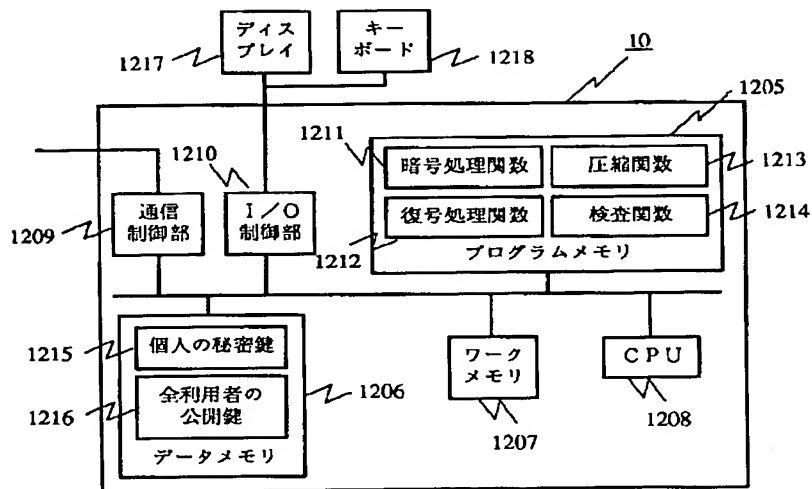 ディス
プレイ
キー
ボード
1217
1218
10
1205
1211
暗号処理関数
圧縮関数
1213
1210
復号処理関数
検査関数
1214
1212
プログラムメモリ
通信
制御部
I/O
制御部
1209
1215
個人の秘密鍵
1216
全利用者の
公開鍵
データメモリ
1206
ワーク
メモリ
1207
CPU
1208